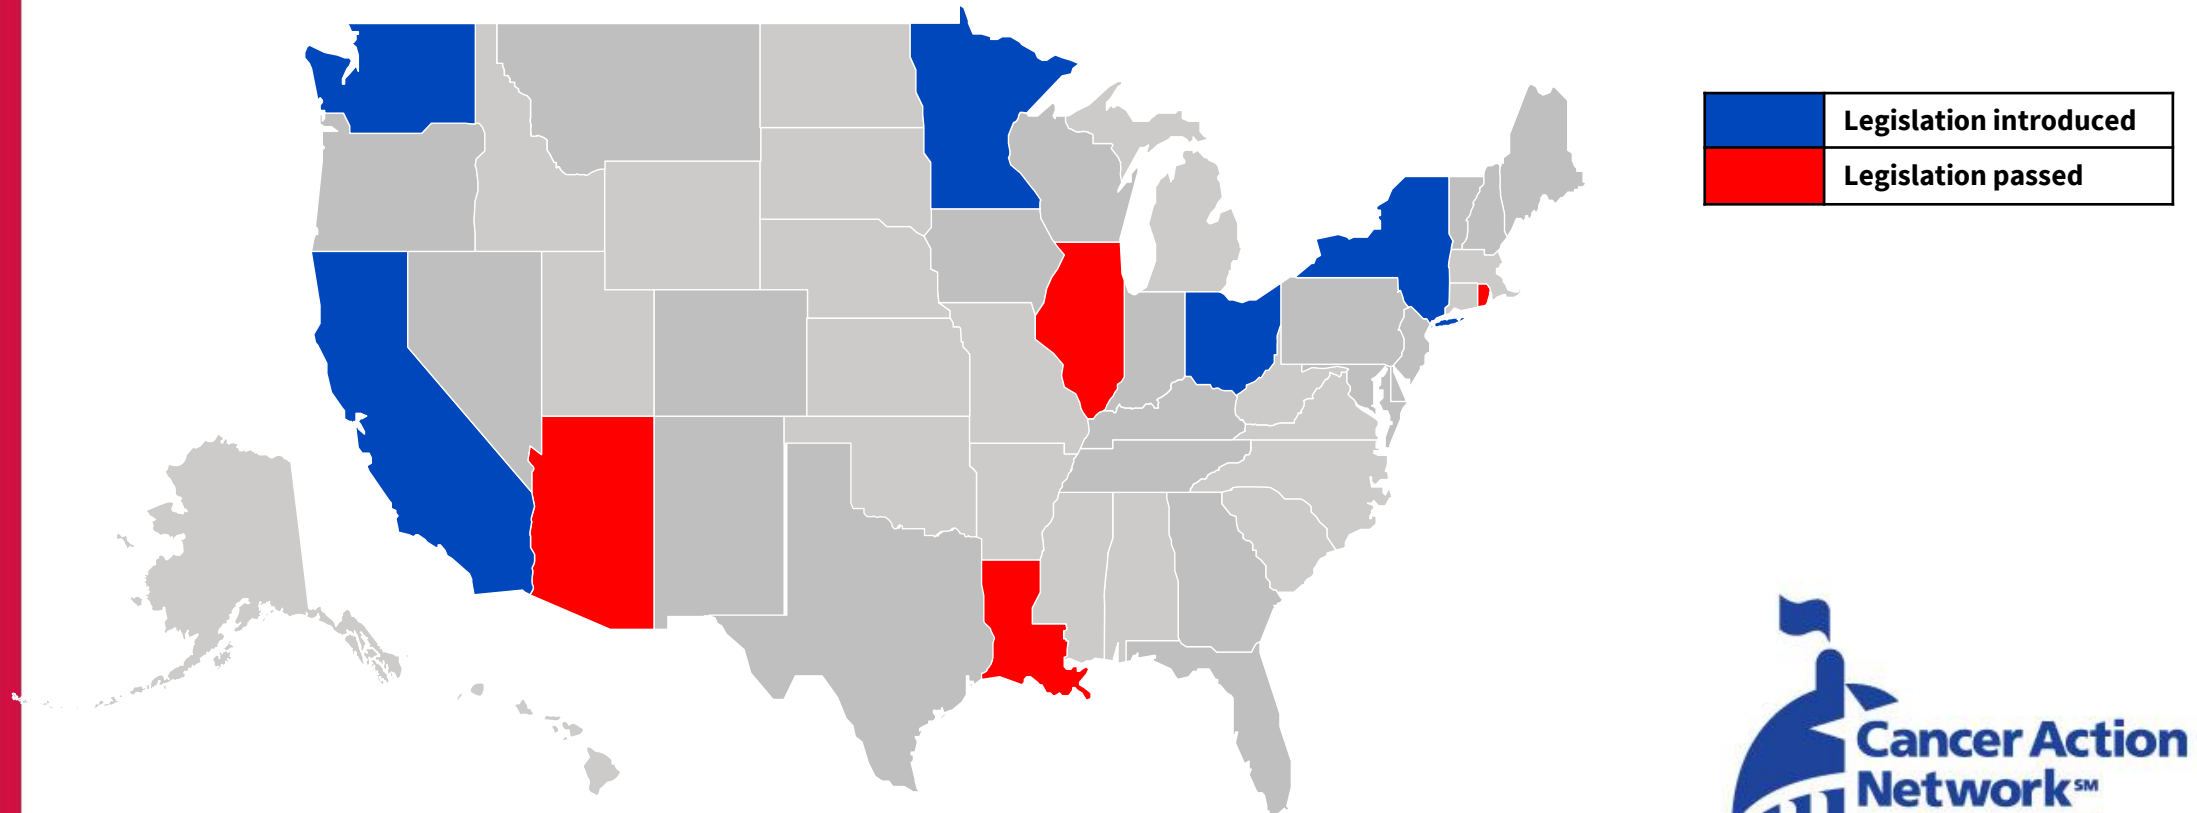 Legislation introduced
Legislation passed
Cancer Action
Network℠